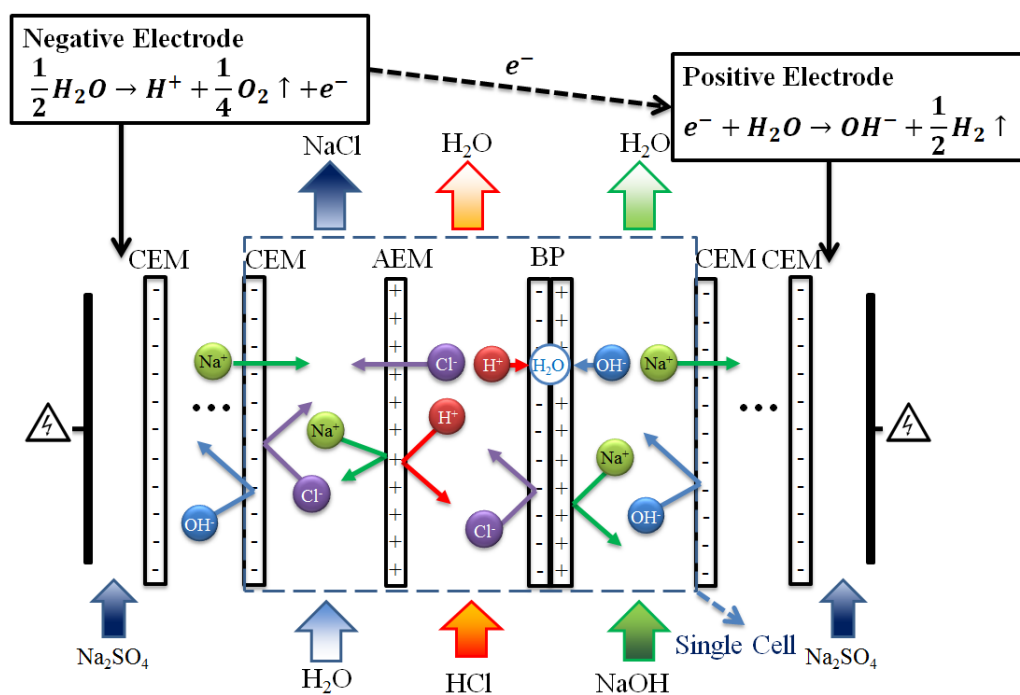 Negative Electrode
1/2 H₂O → H⁺ + 1/4 O₂ ↑ +e⁻
e⁻
Positive Electrode
e⁻ + H₂O → OH⁻ + 1/2 H₂ ↑
NaCl
H₂O
H₂O
CEM
CEM
AEM
BP
CEM
CEM
Na⁺
Cl⁻
H⁺
H₂O
OH⁻
Na⁺
...
...
Na⁺
H⁺
Na⁺
Cl⁻
OH⁻
Cl⁻
OH⁻
Na₂SO₄
H₂O
HCl
NaOH
Single Cell
Na₂SO₄